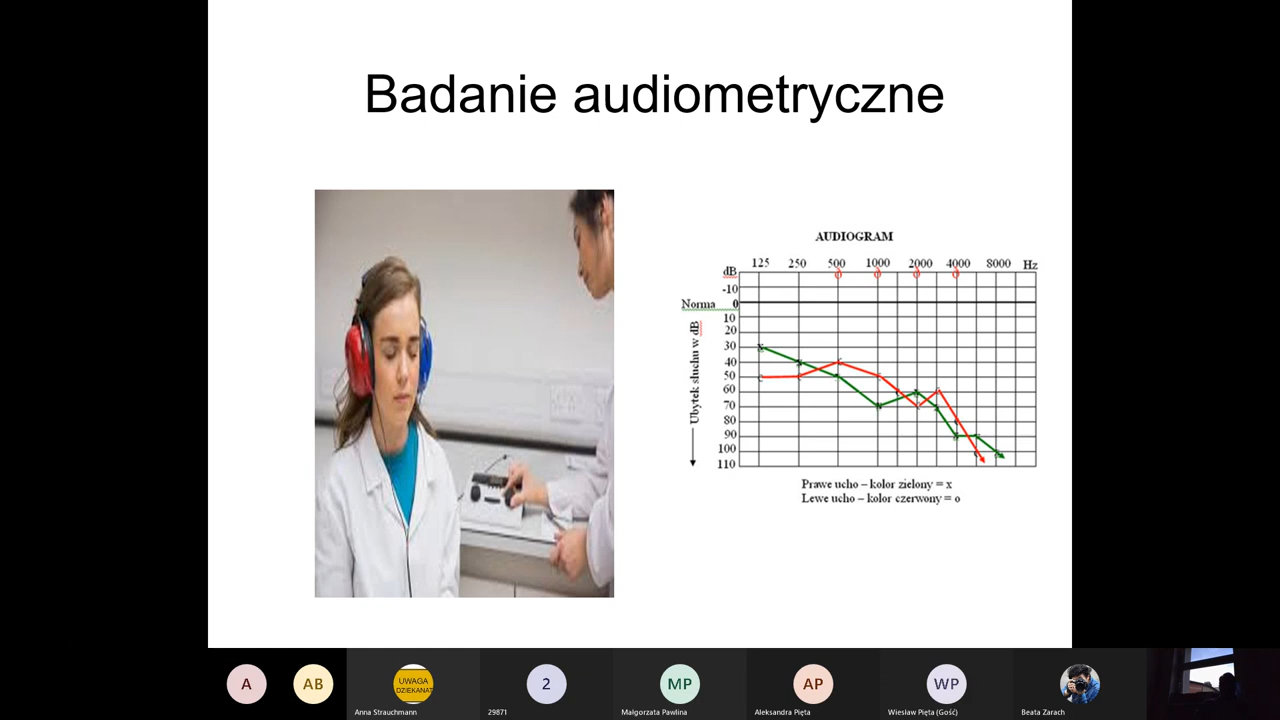 Badanie audiometryczne
AUDIOGRAM
125 250 500 1000 2000 4000 8000 Hz
dB
-10
Norma 0
10
20
30
40
50
60
70
80
90
100
110
Ubytek słuchu w dB
Prawe ucho – kolor zielony = x
Lewe ucho – kolor czerwony = o
A
AB
UWAGA
DZIEKANAT
Anna Strauchmann
2
29871
MP
Małgorzata Pawlina
AP
Aleksandra Pięta
WP
Wiesław Pięta (Gość)
Beata Zarach